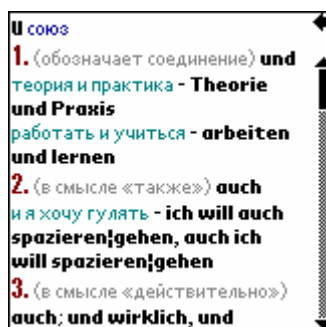 и союз
1. (обозначает соединение) und
теория и практика - Theorie
und Praxis
работать и учиться - arbeiten
und lernen
2. (в смысле «также») auch
и я хочу гулять - ich will auch
spazieren¦gehen, auch ich
will spazieren¦gehen
3. (в смысле «действительно»)
auch; und wirklich, und